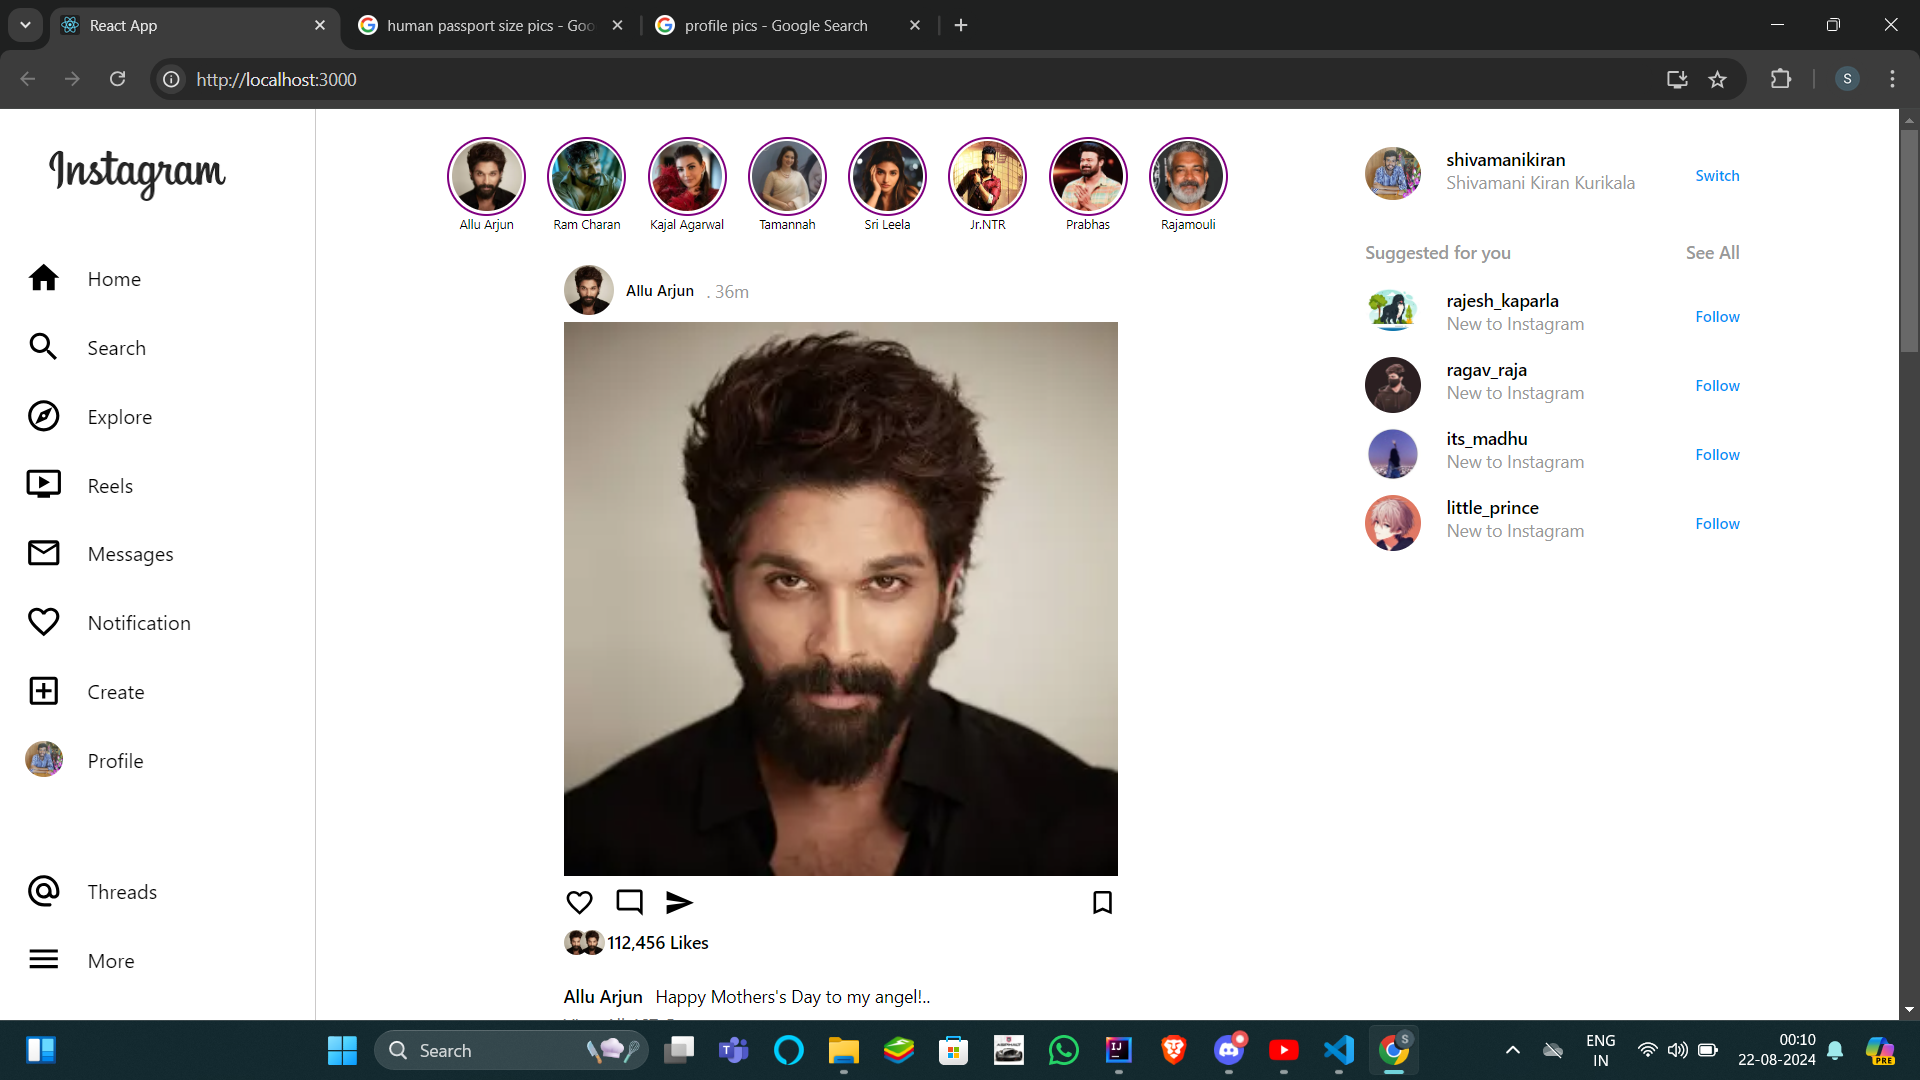 React App
human passport size pics - Goo
profile pics - Google Search
http://localhost:3000
S
Instagram
Home
Search
Explore
Reels
Messages
Notification
Create
Profile
Threads
More
Allu Arjun
Ram Charan
Kajal Agarwal
Tamannah
Sri Leela
Jr.NTR
Prabhas
Rajamouli
Allu Arjun . 36m
112,456 Likes
Allu Arjun Happy Mothers's Day to my angel!..
shivamanikiran
Shivamani Kiran Kurikala
Switch
Suggested for you See All
rajesh_kaparla
New to Instagram
Follow
ragav_raja
New to Instagram
Follow
its_madhu
New to Instagram
Follow
little_prince
New to Instagram
Follow
Search
ENG
IN
00:10
22-08-2024
PRE